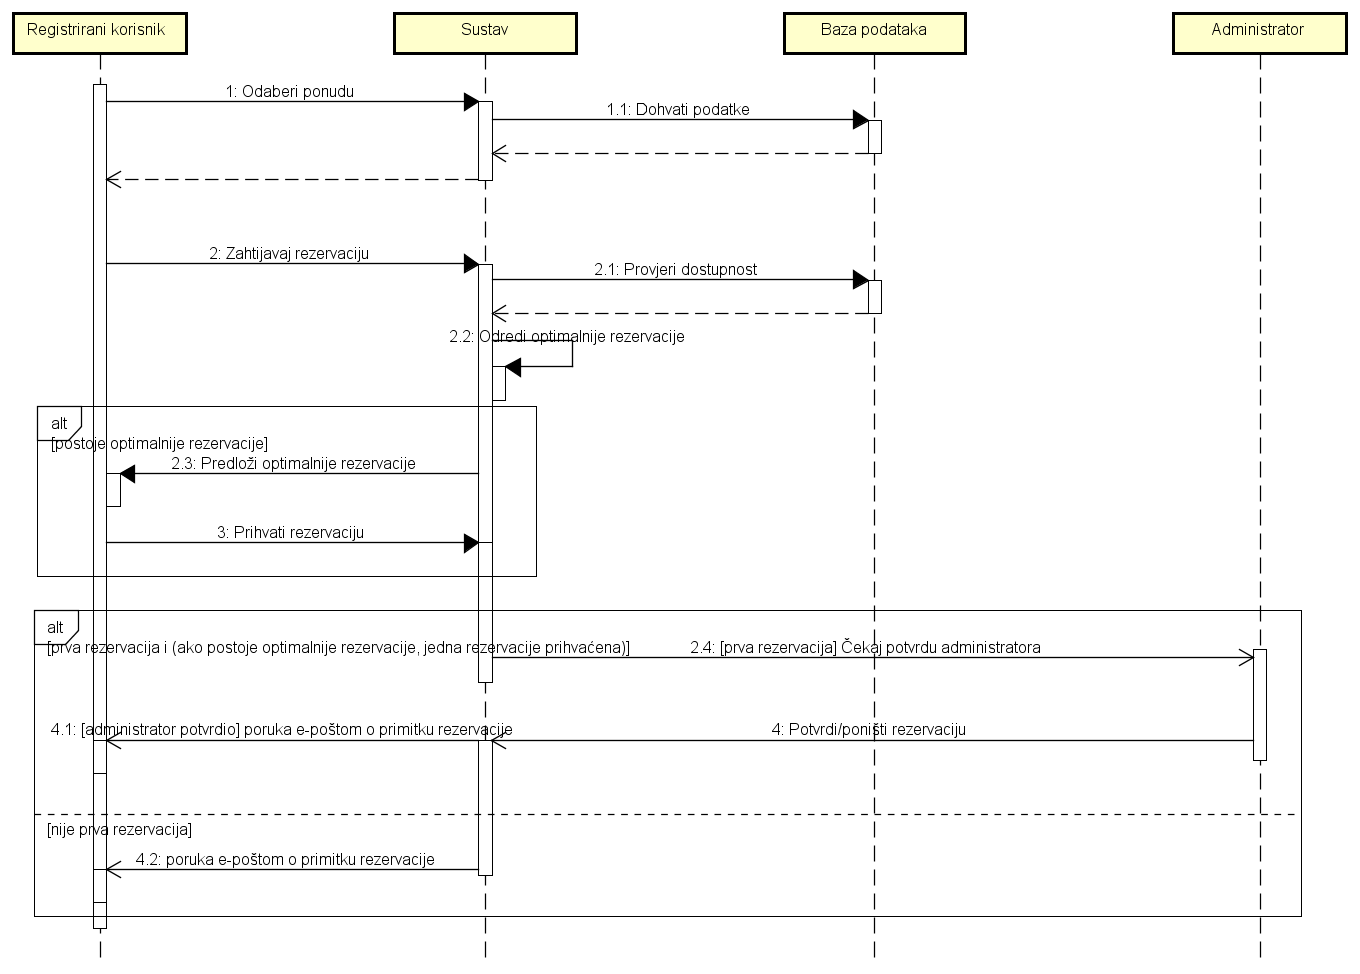 Registrirani korisnik
Sustav
Baza podataka
Administrator
1: Odaberi ponudu
1.1: Dohvati podatke
2: Zahtijavaj rezervaciju
2.1: Provjeri dostupnost
2.2: Odredi optimalnije rezervacije
alt
[postoje optimalnije rezervacije]
2.3: Predloži optimalnije rezervacije
3: Prihvati rezervaciju
alt
[prva rezervacija i (ako postoje optimalnije rezervacije, jedna rezervacije prihvaćena)]
2.4: [prva rezervacija] Čekaj potvrdu administratora
4.1: [administrator potvrdio] poruka e-poštom o primitku rezervacije
4: Potvrdi/poništi rezervaciju
[nije prva rezervacija]
4.2: poruka e-poštom o primitku rezervacije